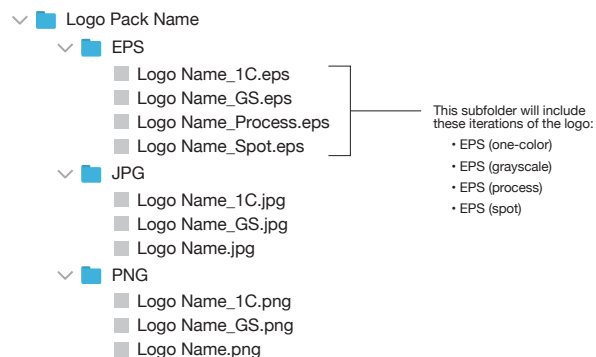 Logo Pack Name
EPS
Logo Name_1C.eps
Logo Name_GS.eps
Logo Name_Process.eps
Logo Name_Spot.eps
This subfolder will include
these iterations of the logo:
• EPS (one-color)
• EPS (grayscale)
• EPS (process)
• EPS (spot)
JPG
Logo Name_1C.jpg
Logo Name_GS.jpg
Logo Name.jpg
PNG
Logo Name_1C.png
Logo Name_GS.png
Logo Name.png